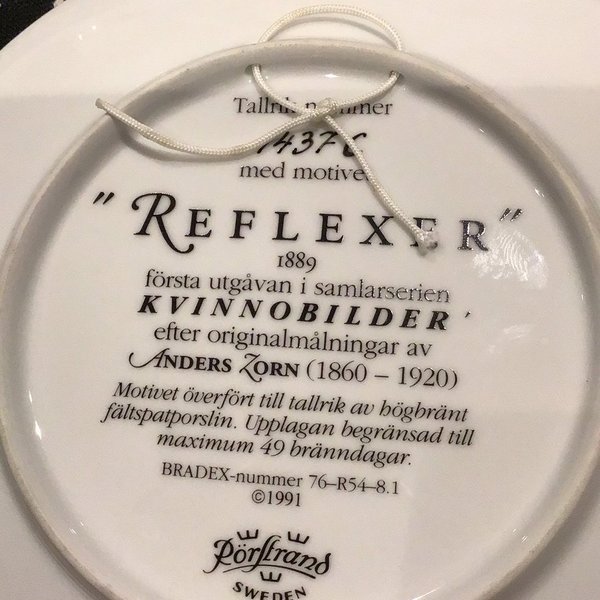 Tallrik nummer
1437C
med motivet
"REFLEXER"
1889
första utgåvan i samlarserien
KVINNOBILDER
efter originalmålningar av
ANDERS ZORN (1860 – 1920)
Motivet överfört till tallrik av högbränt
fältspatporslin. Upplagan begränsad till
maximum 49 bränndagar.
BRADEX-nummer 76–R54–8.1
©1991
Rörstrand
SWEDEN